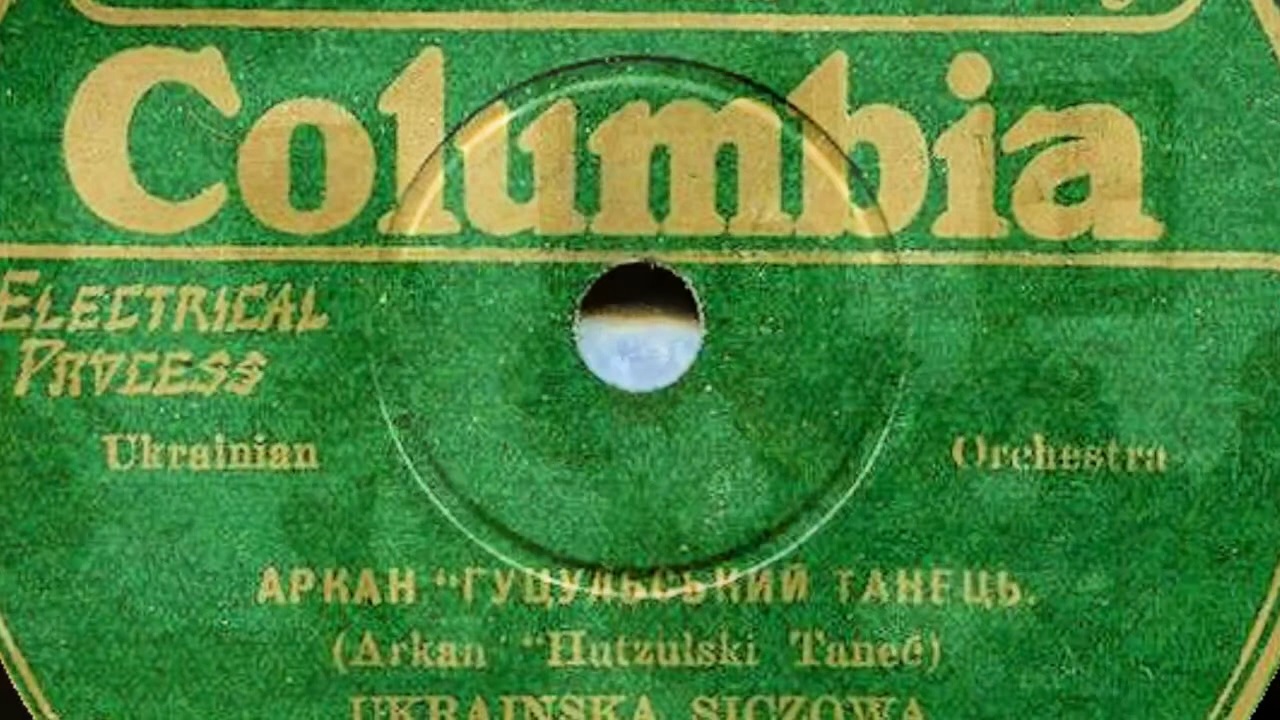 Columbia
ELECTRICAL
PROCESS
Ukrainian Orchestra
АРКАН “ГУЦУЛЬСЬКИЙ ТАНЕЦЬ.
(Arkan “Hutzulski Taneć)
UKRAINSKA SICZOWA